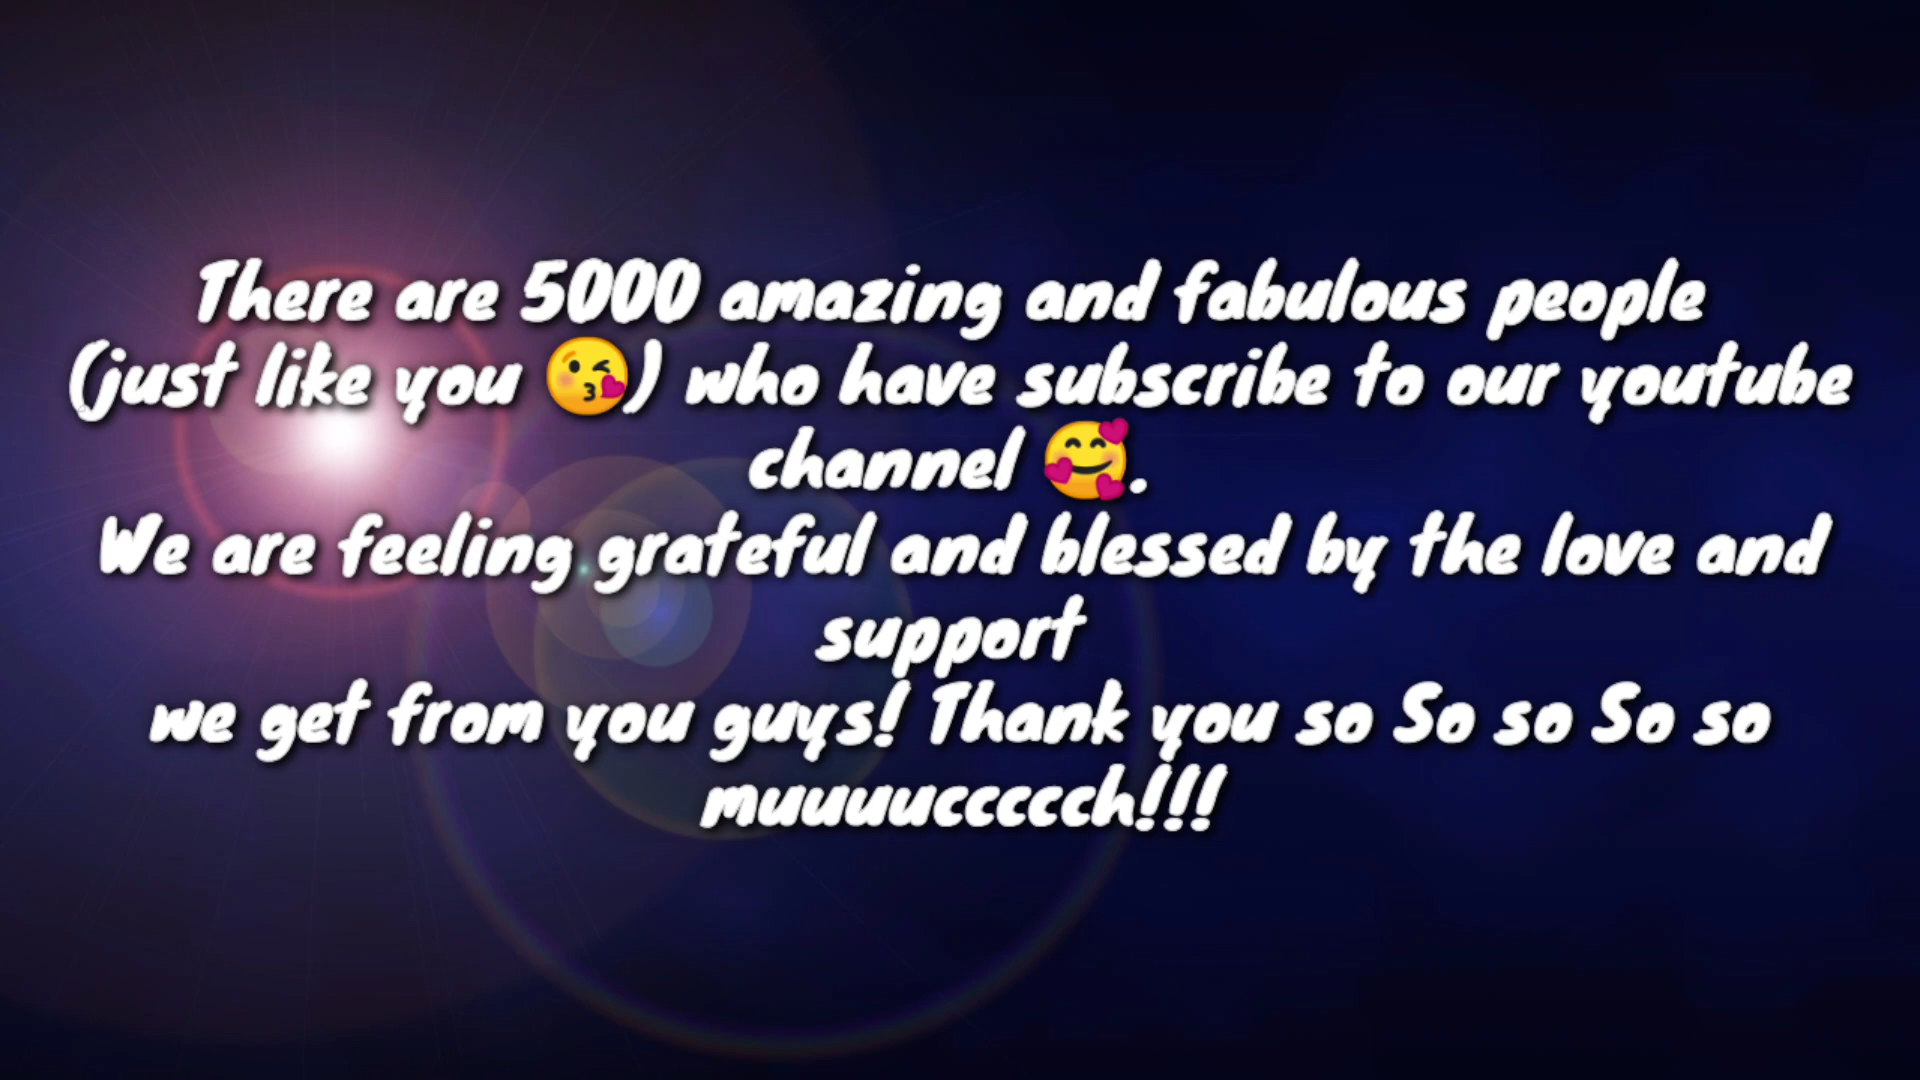 There are 5000 amazing and fabulous people
(just like you 😘) who have subscribe to our youtube
channel 🥰.
We are feeling grateful and blessed by the love and
support
we get from you guys! Thank you so So so So so
muuuucccccch!!!